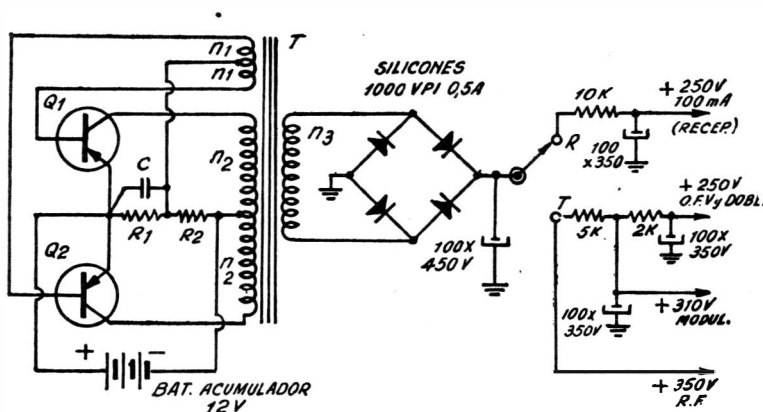 n1
n1
T
Q1
C
n2
n3
R1
R2
Q2
n
2
+
-
BAT. ACUMULADOR
12V
SILICONES
1000 VPI 0,5A
100X
450V
R
10K
+250V
100 mA
(RECEP.)
100
x350
T
5K
2K
+250V
O.F.V y DOBL.
100x
350V
100x
350V
+310V
MODUL.
+350V
R.F.